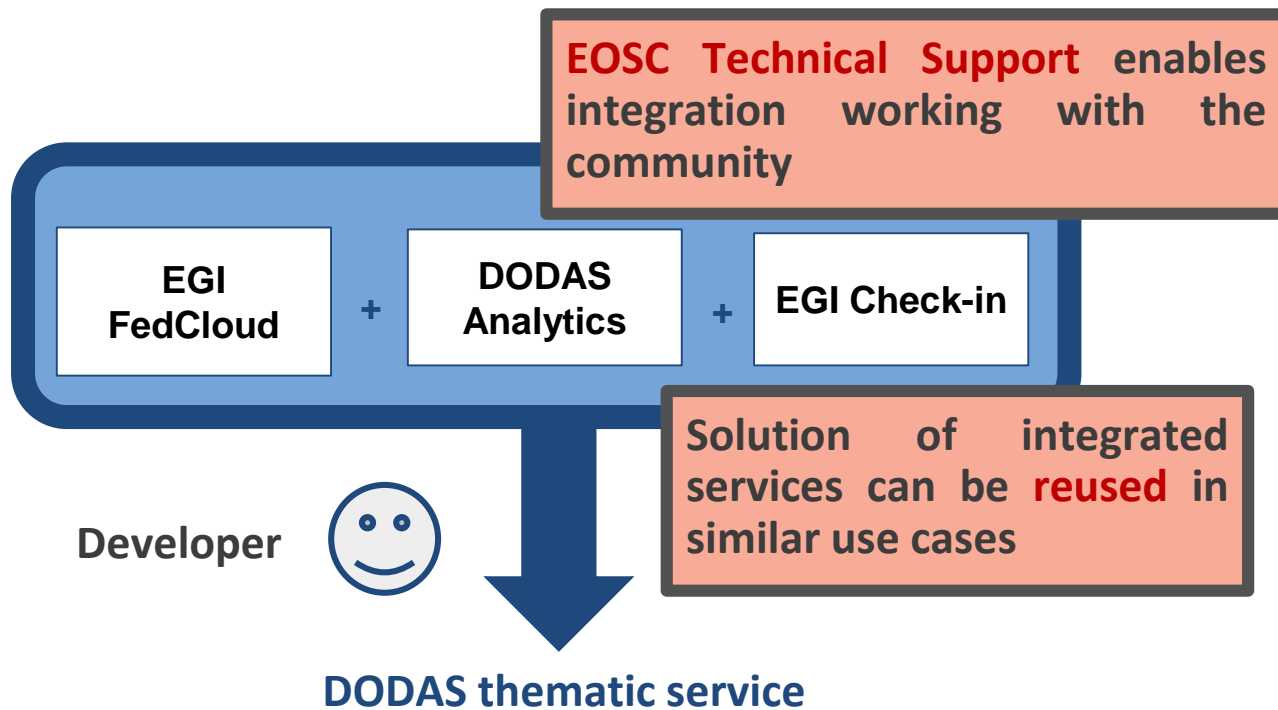 EOSC Technical Support enables
integration working with the
community
EGI
FedCloud
+
DODAS
Analytics
+
EGI Check-in
Solution of integrated
services can be reused in
similar use cases
Developer
DODAS thematic service